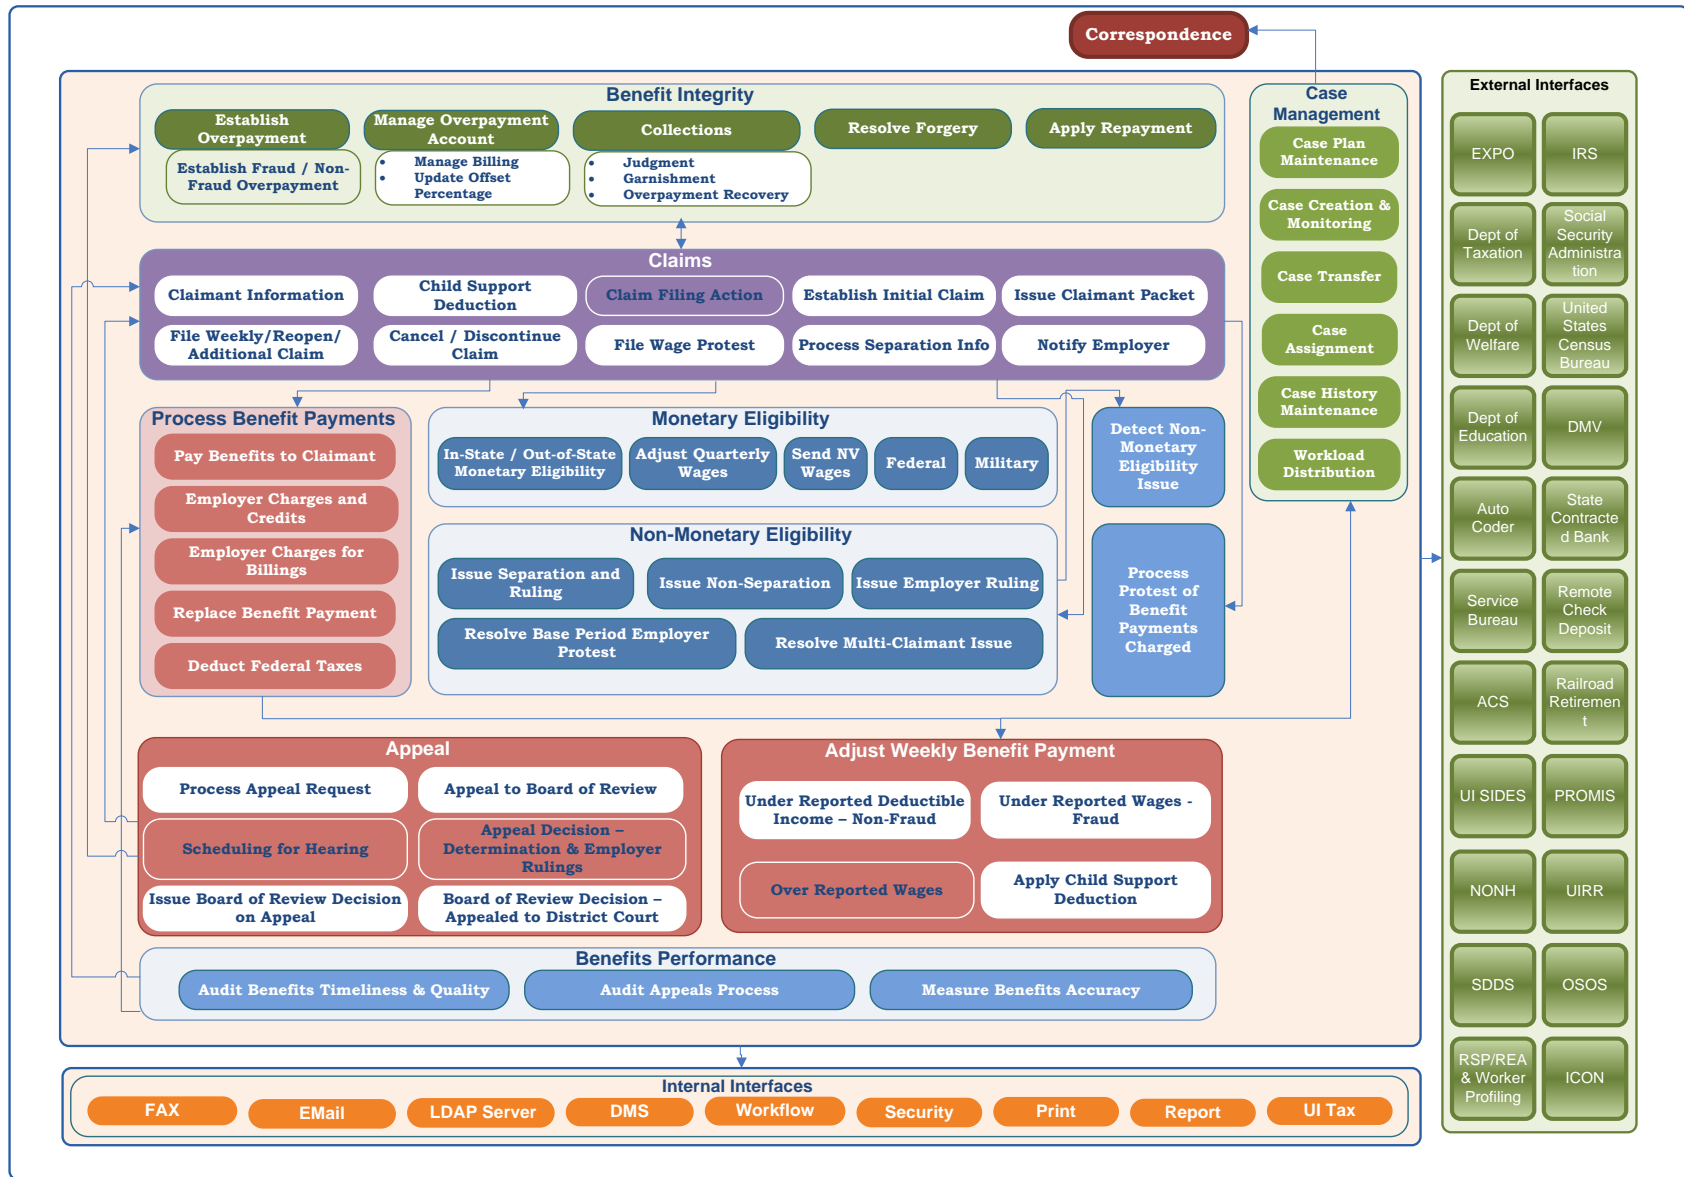 Correspondence
Benefit Integrity
Establish
Overpayment
Establish Fraud / Non-
Fraud Overpayment
Manage Overpayment
Account
• Manage Billing
• Update Offset
Percentage
Collections
• Judgment
• Garnishment
• Overpayment Recovery
Resolve Forgery
Apply Repayment
Claims
Claimant Information
Child Support
Deduction
Claim Filing Action
Establish Initial Claim
Issue Claimant Packet
File Weekly/Reopen/
Additional Claim
Cancel / Discontinue
Claim
File Wage Protest
Process Separation Info
Notify Employer
Process Benefit Payments
Pay Benefits to Claimant
Employer Charges and
Credits
Employer Charges for
Billings
Replace Benefit Payment
Deduct Federal Taxes
Monetary Eligibility
In-State / Out-of-State
Monetary Eligibility
Adjust Quarterly
Wages
Send NV
Wages
Federal
Military
Non-Monetary Eligibility
Issue Separation and
Ruling
Issue Non-Separation
Issue Employer Ruling
Resolve Base Period Employer
Protest
Resolve Multi-Claimant Issue
Detect Non-
Monetary
Eligibility
Issue
Process
Protest of
Benefit
Payments
Charged
Case
Management
Case Plan
Maintenance
Case Creation &
Monitoring
Case Transfer
Case
Assignment
Case History
Maintenance
Workload
Distribution
Appeal
Process Appeal Request
Appeal to Board of Review
Scheduling for Hearing
Appeal Decision –
Determination & Employer
Rulings
Issue Board of Review Decision
on Appeal
Board of Review Decision –
Appealed to District Court
Adjust Weekly Benefit Payment
Under Reported Deductible
Income – Non-Fraud
Under Reported Wages -
Fraud
Over Reported Wages
Apply Child Support
Deduction
Benefits Performance
Audit Benefits Timeliness & Quality
Audit Appeals Process
Measure Benefits Accuracy
Internal Interfaces
FAX
EMail
LDAP Server
DMS
Workflow
Security
Print
Report
UI Tax
External Interfaces
EXPO
IRS
Dept of
Taxation
Social
Security
Administra
tion
Dept of
Welfare
United
States
Census
Bureau
Dept of
Education
DMV
Auto
Coder
State
Contracte
d Bank
Service
Bureau
Remote
Check
Deposit
ACS
Railroad
Retiremen
t
UI SIDES
PROMIS
NONH
UIRR
SDDS
OSOS
RSP/REA
& Worker
Profiling
ICON